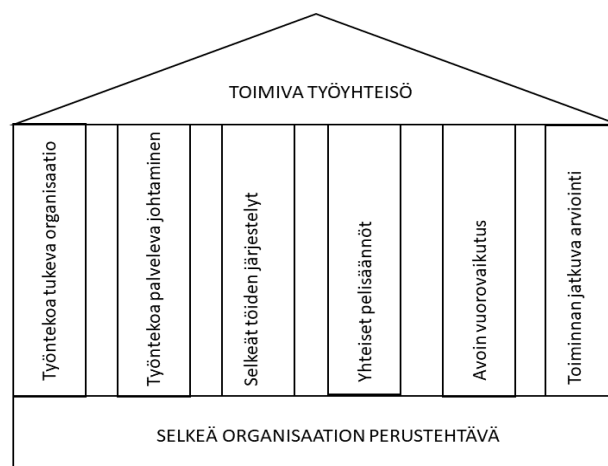 TOIMIVA TYÖYHTEISÖ
Työntekoa tukeva organisaatio
Työntekoa palveleva johtaminen
Selkeät töiden järjestelyt
Yhteiset pelisäännöt
Avoin vuorovaikutus
Toiminnan jatkuva arviointi
SELKEÄ ORGANISAATION PERUSTEHTÄVÄ